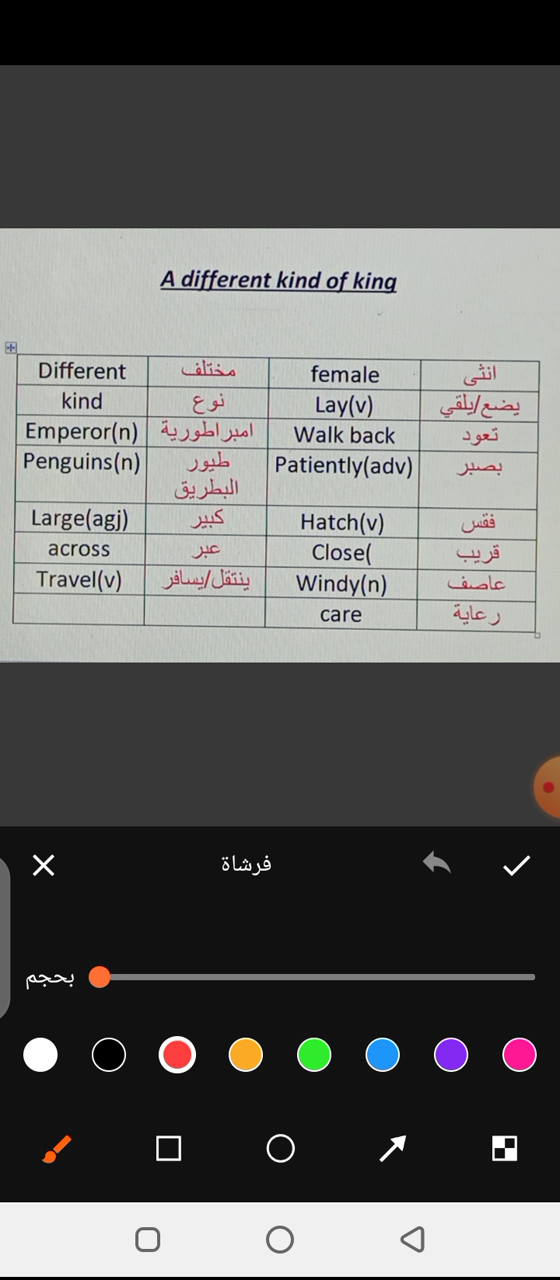 A different kind of king
Different مختلف female انثى
kind نوع Lay(v) يضع/يلقي
Emperor(n) امبراطورية Walk back تعود
Penguins(n) طيور البطريق Patiently(adv) بصبر
Large(agj) كبير Hatch(v) فقس
across عبر Close( قريب
Travel(v) ينتقل/يسافر Windy(n) عاصف
care رعاية
فرشاة
بحجم